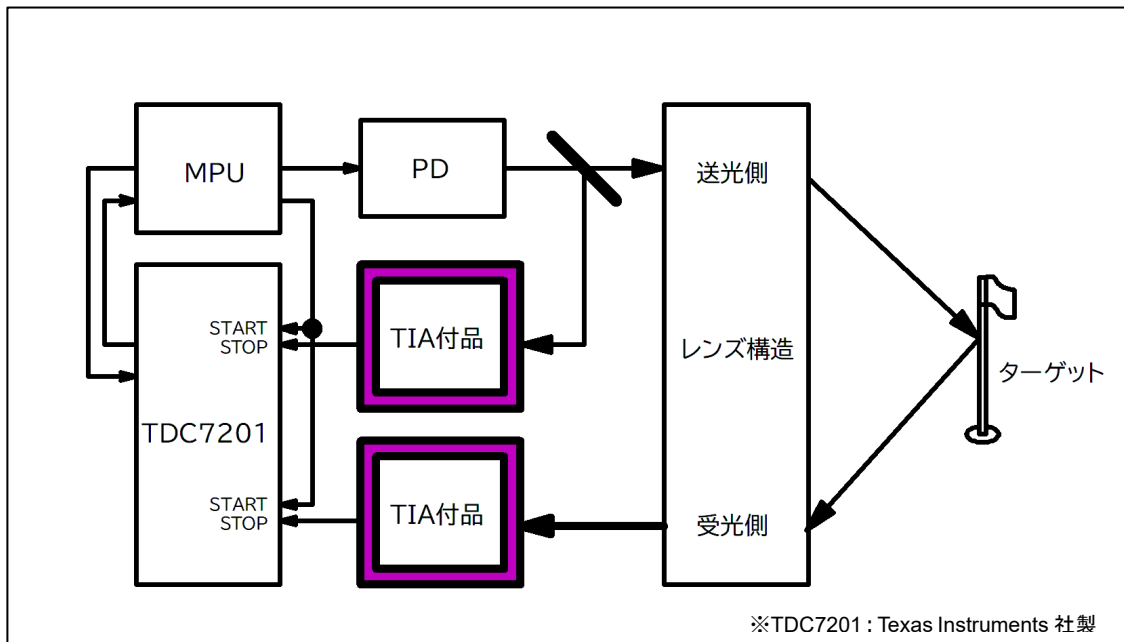 MPU
PD
送光側
START
STOP
TIA付品
レンズ構造
ターゲット
TDC7201
START
STOP
TIA付品
受光側
※TDC7201 : Texas Instruments 社製